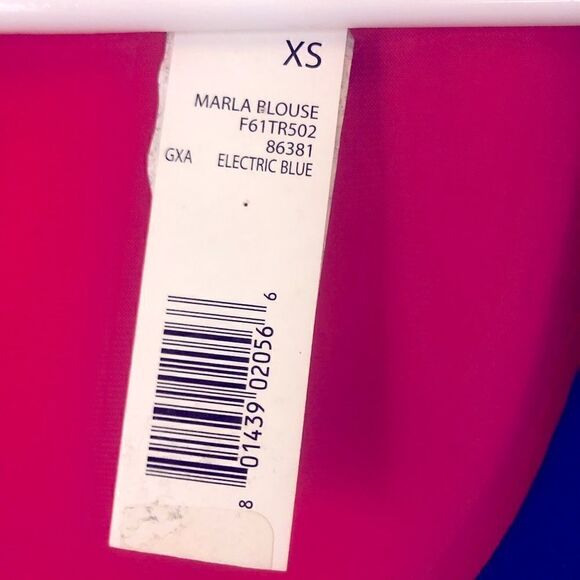 XS
MARLA BLOUSE
F61TR502
86381
GXA ELECTRIC BLUE
8 01439 02056 6